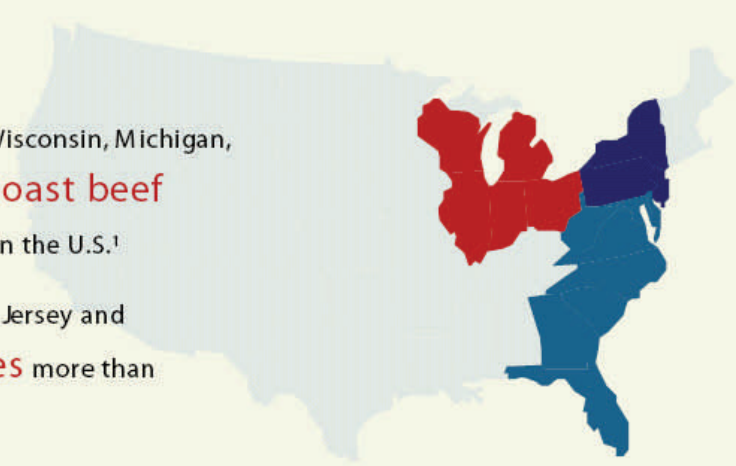 Wisconsin, Michigan,
oast beef
n the U.S.¹
Jersey and
es more than